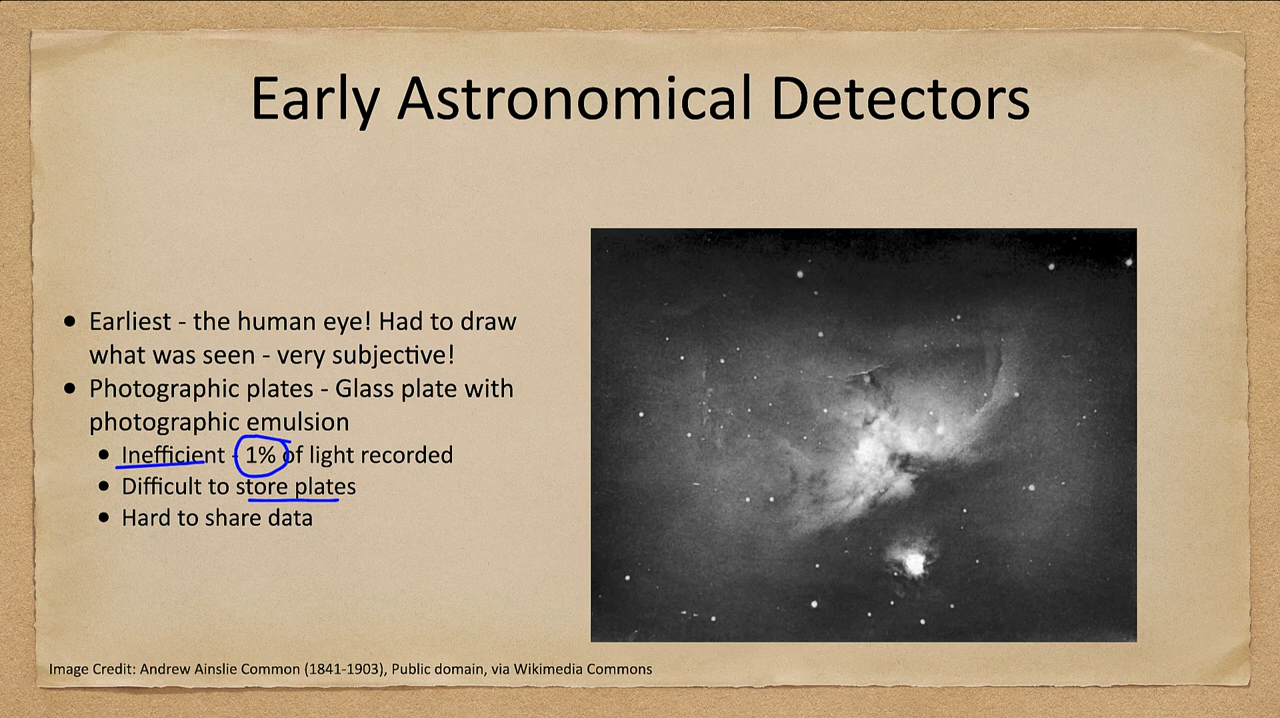 Early Astronomical Detectors
• Earliest - the human eye! Had to draw
what was seen - very subjective!
• Photographic plates - Glass plate with
photographic emulsion
• Inefficient - 1% of light recorded
• Difficult to store plates
• Hard to share data
Image Credit: Andrew Ainslie Common (1841-1903), Public domain, via Wikimedia Commons